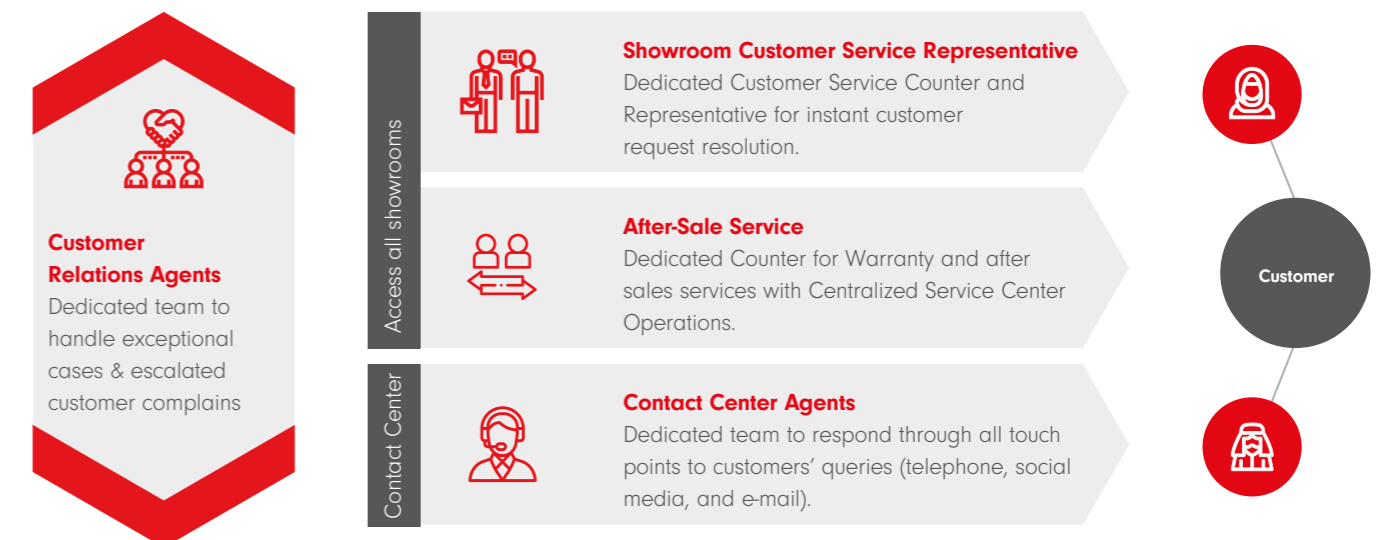 Customer
Relations Agents
Dedicated team to
handle exceptional
cases & escalated
customer complains
Access all showrooms
Showroom Customer Service Representative
Dedicated Customer Service Counter and
Representative for instant customer
request resolution.
After-Sale Service
Dedicated Counter for Warranty and after
sales services with Centralized Service Center
Operations.
Contact Center
Contact Center Agents
Dedicated team to respond through all touch
points to customers’ queries (telephone, social
media, and e-mail).
Customer